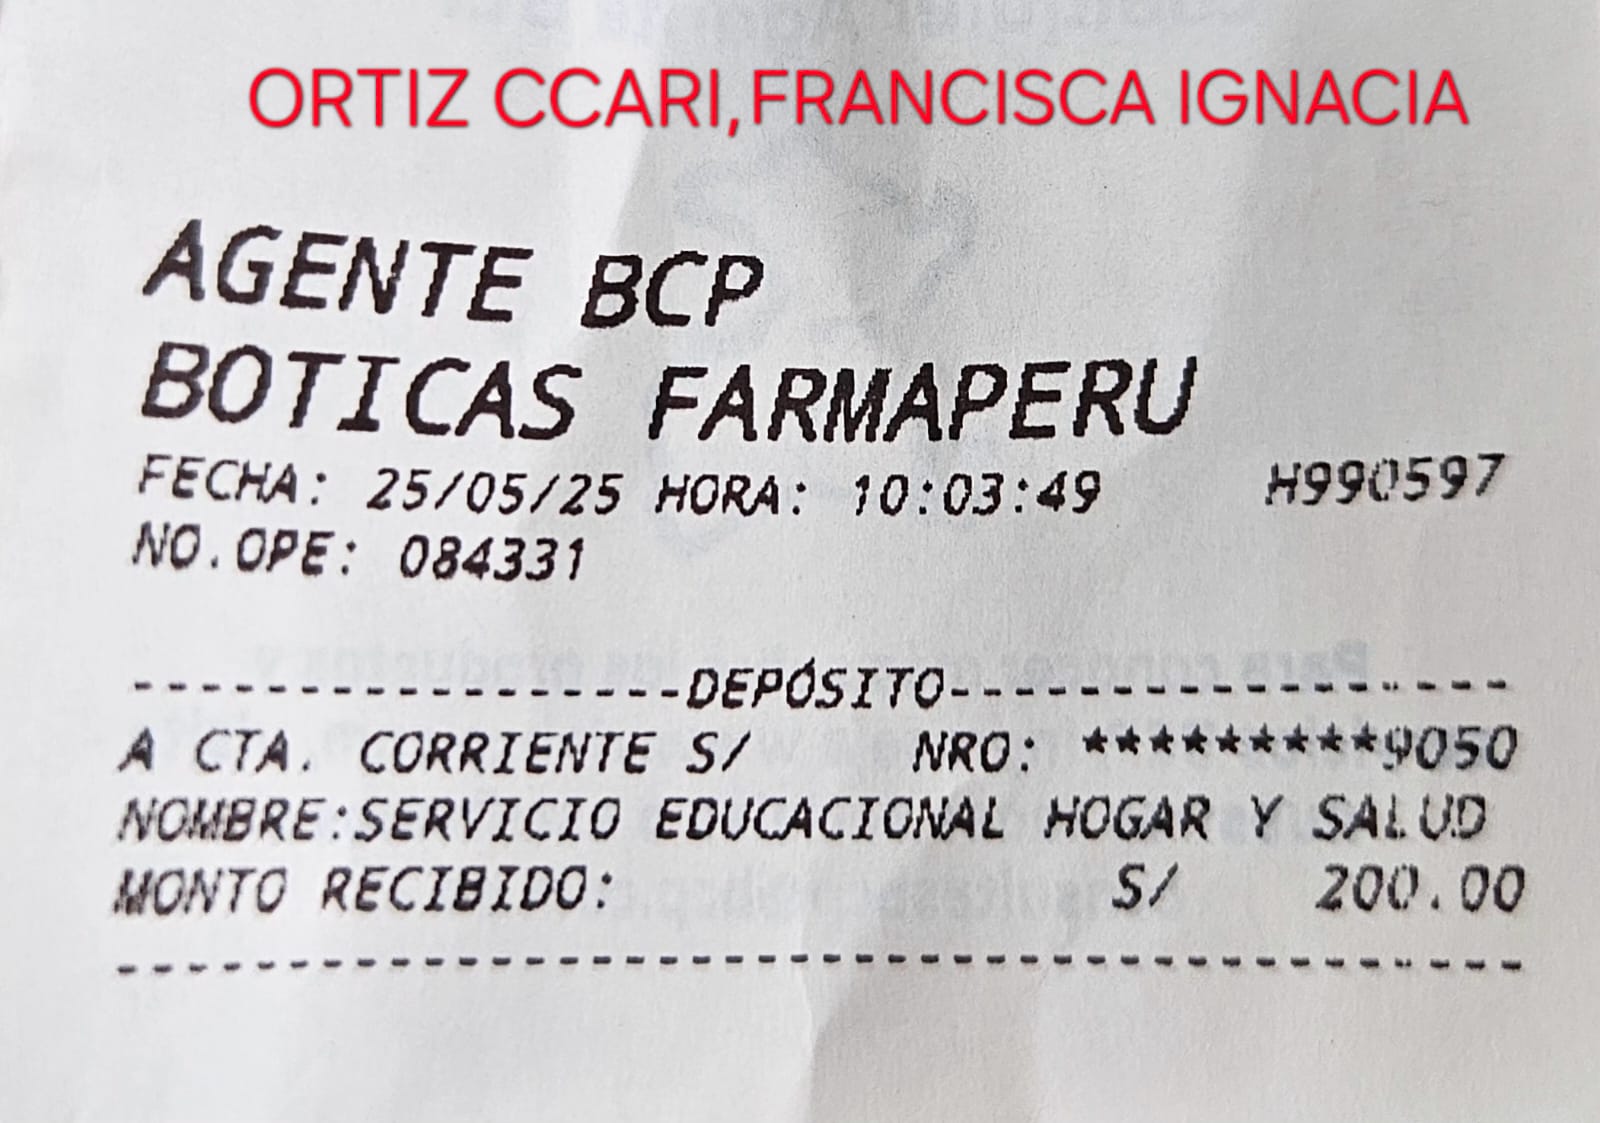 ORTIZ CCARI,FRANCISCA IGNACIA
AGENTE BCP
BOTICAS FARMAPERU
FECHA: 25/05/25 HORA: 10:03:49 H990597
NO.OPE: 084331
------------------DEPÓSITO------------------
A CTA. CORRIENTE S/ NRO: *********9050
NOMBRE:SERVICIO EDUCACIONAL HOGAR Y SALUD
MONTO RECIBIDO: S/ 200.00